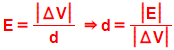 E = |ΔV| / d ⇒ d = |E| / |ΔV|